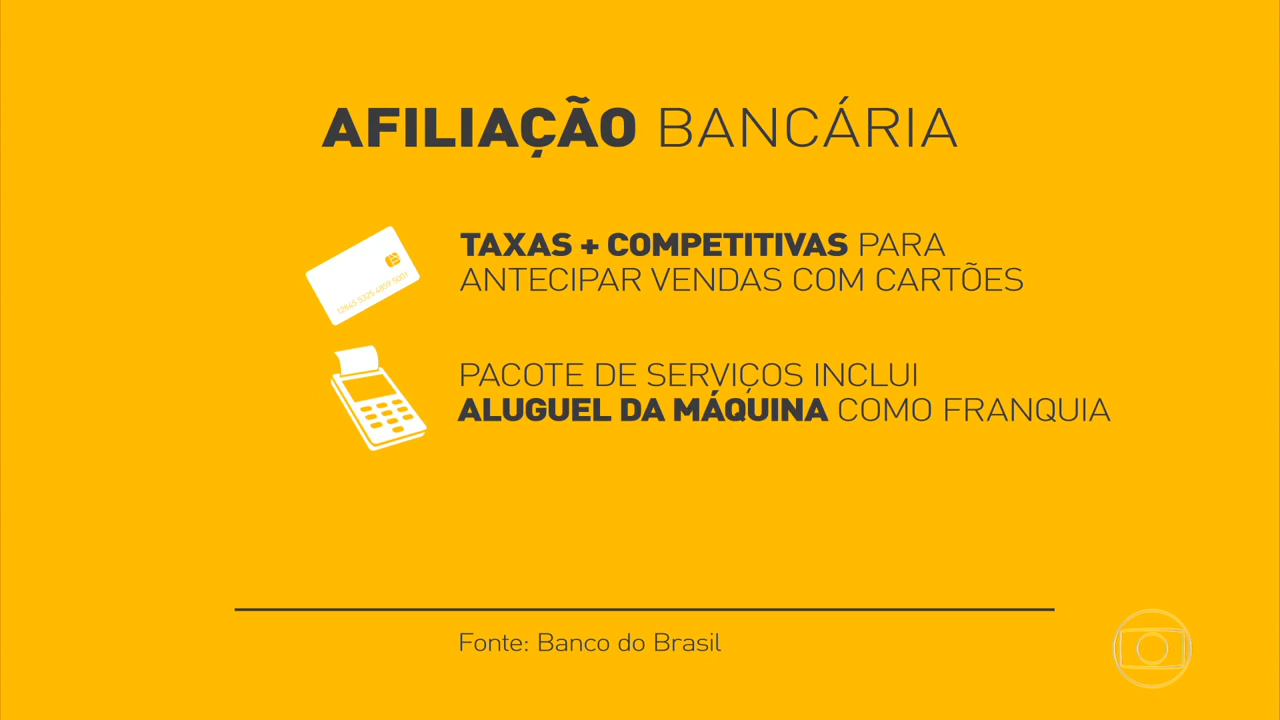 AFILIAÇÃO BANCÁRIA
TAXAS + COMPETITIVAS PARA
ANTECIPAR VENDAS COM CARTÕES
PACOTE DE SERVIÇOS INCLUI
ALUGUEL DA MÁQUINA COMO FRANQUIA
Fonte: Banco do Brasil